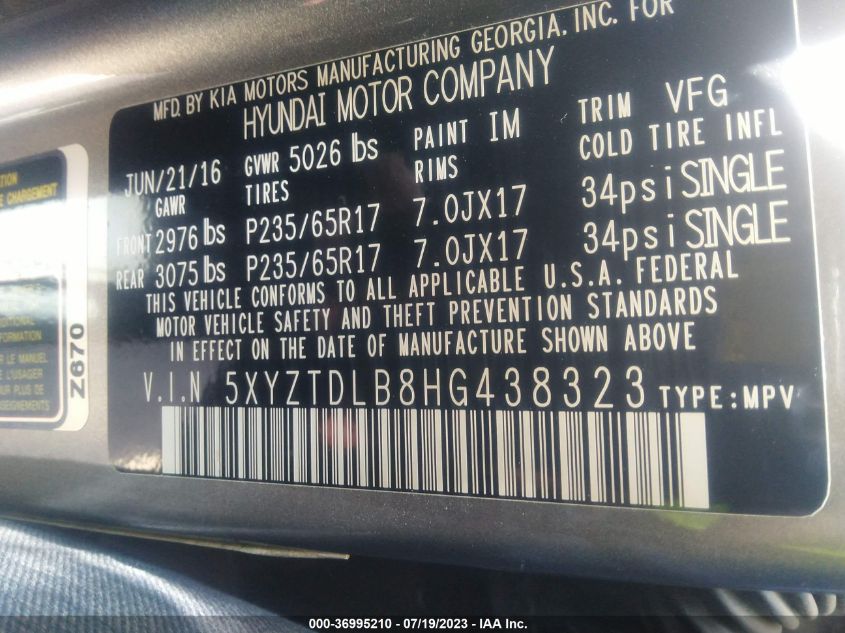 MFD. BY KIA MOTORS MANUFACTURING GEORGIA. INC. FOR
HYUNDAI MOTOR COMPANY
JUN/21/16 GVWR 5026 lbs PAINT IM TRIM VFG
GAWR TIRES RIMS COLD TIRE INFL
FRONT 2976 lbs P235/65R17 7.0JX17 34psi SINGLE
REAR 3075 lbs P235/65R17 7.0JX17 34psi SINGLE
THIS VEHICLE CONFORMS TO ALL APPLICABLE U.S.A. FEDERAL
MOTOR VEHICLE SAFETY AND THEFT PREVENTION STANDARDS
IN EFFECT ON THE DATE OF MANUFACTURE SHOWN ABOVE
V.I.N 5XYZTDLB8HG438323 TYPE:MPV
CHARGEMENT
LE MANUEL
L'USAGER
Z670
000-36995210 - 07/19/2023 - IAA Inc.